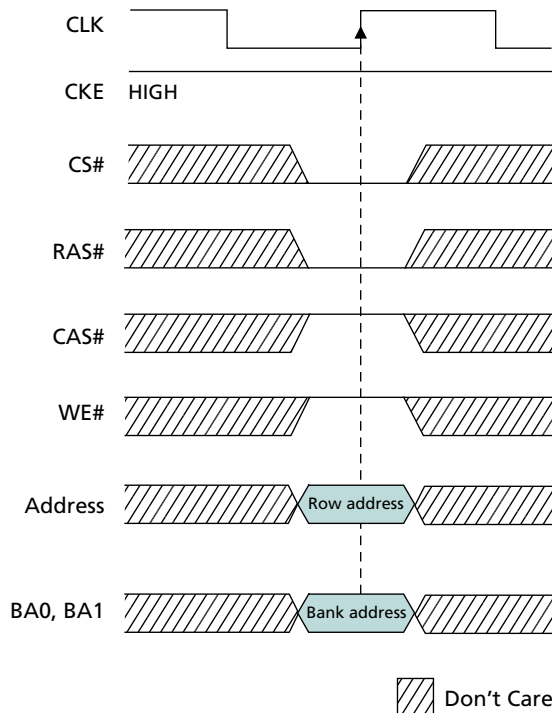 CLK
CKE HIGH
CS#
RAS#
CAS#
WE#
Address Row address
BA0, BA1 Bank address
Don't Care